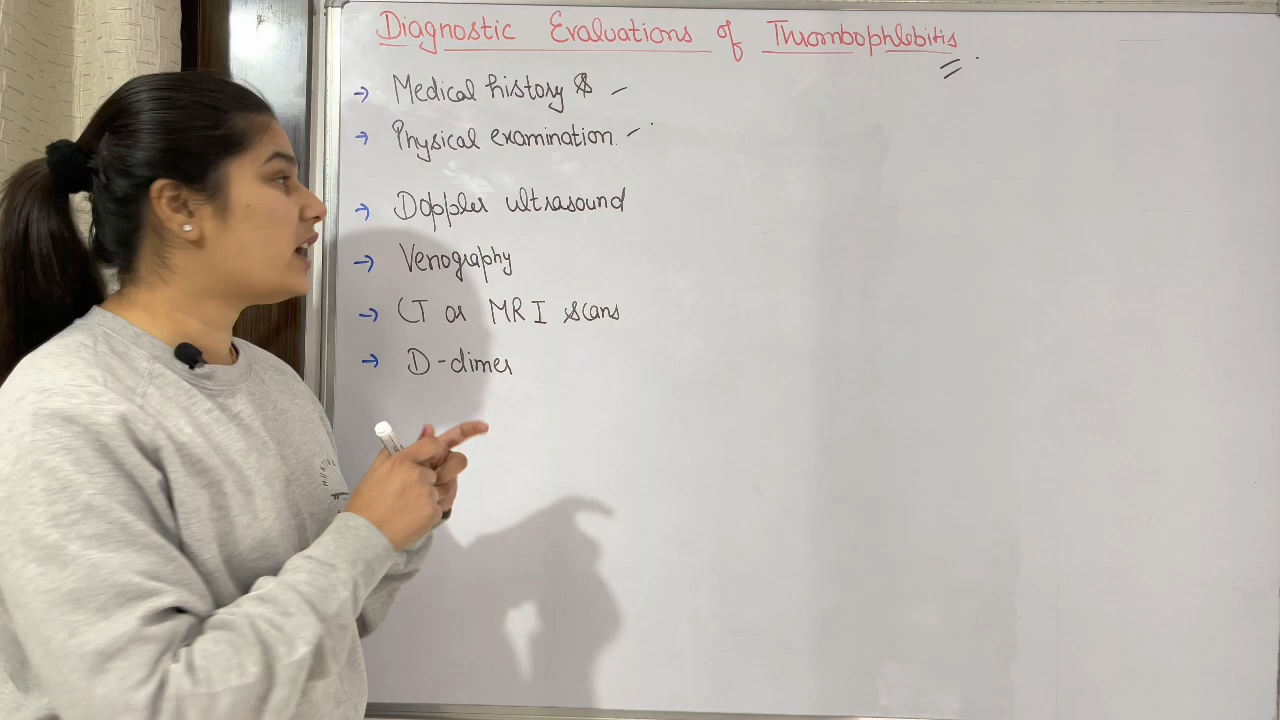 Diagnostic Evaluations of Thrombophlebitis
→ Medical history &
→ Physical examination.
→ Doppler ultrasound
→ Venography
→ CT or MRI scans
→ D-dimer